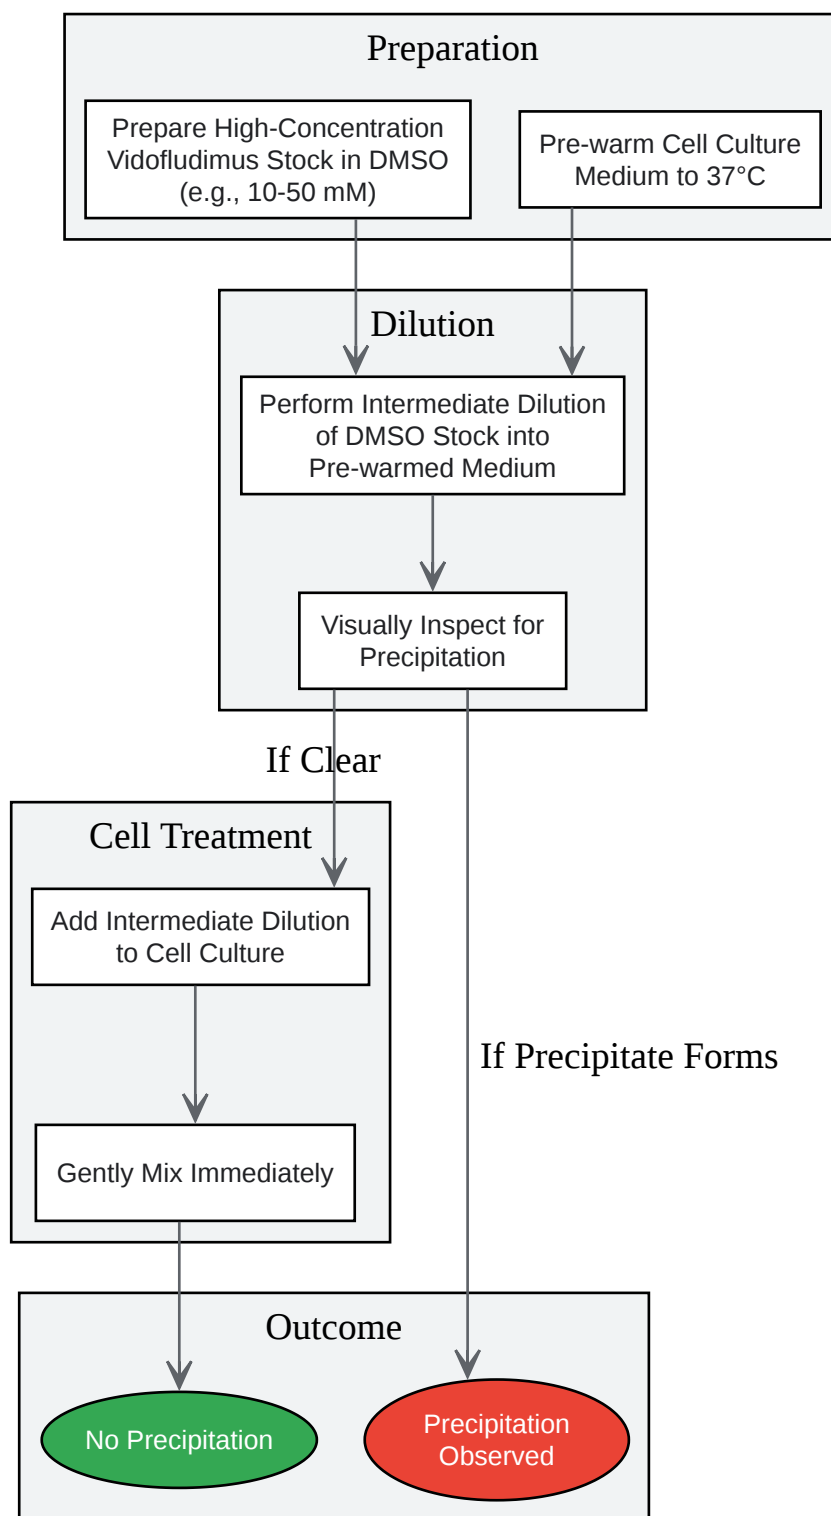 Preparation
Prepare High-Concentration
Vidofludimus Stock in DMSO
(e.g., 10-50 mM)
Pre-warm Cell Culture
Medium to 37°C
Dilution
Perform Intermediate Dilution
of DMSO Stock into
Pre-warmed Medium
Visually Inspect for
Precipitation
If Clear
Cell Treatment
Add Intermediate Dilution
to Cell Culture
If Precipitate Forms
Gently Mix Immediately
Outcome
No Precipitation
Precipitation
Observed